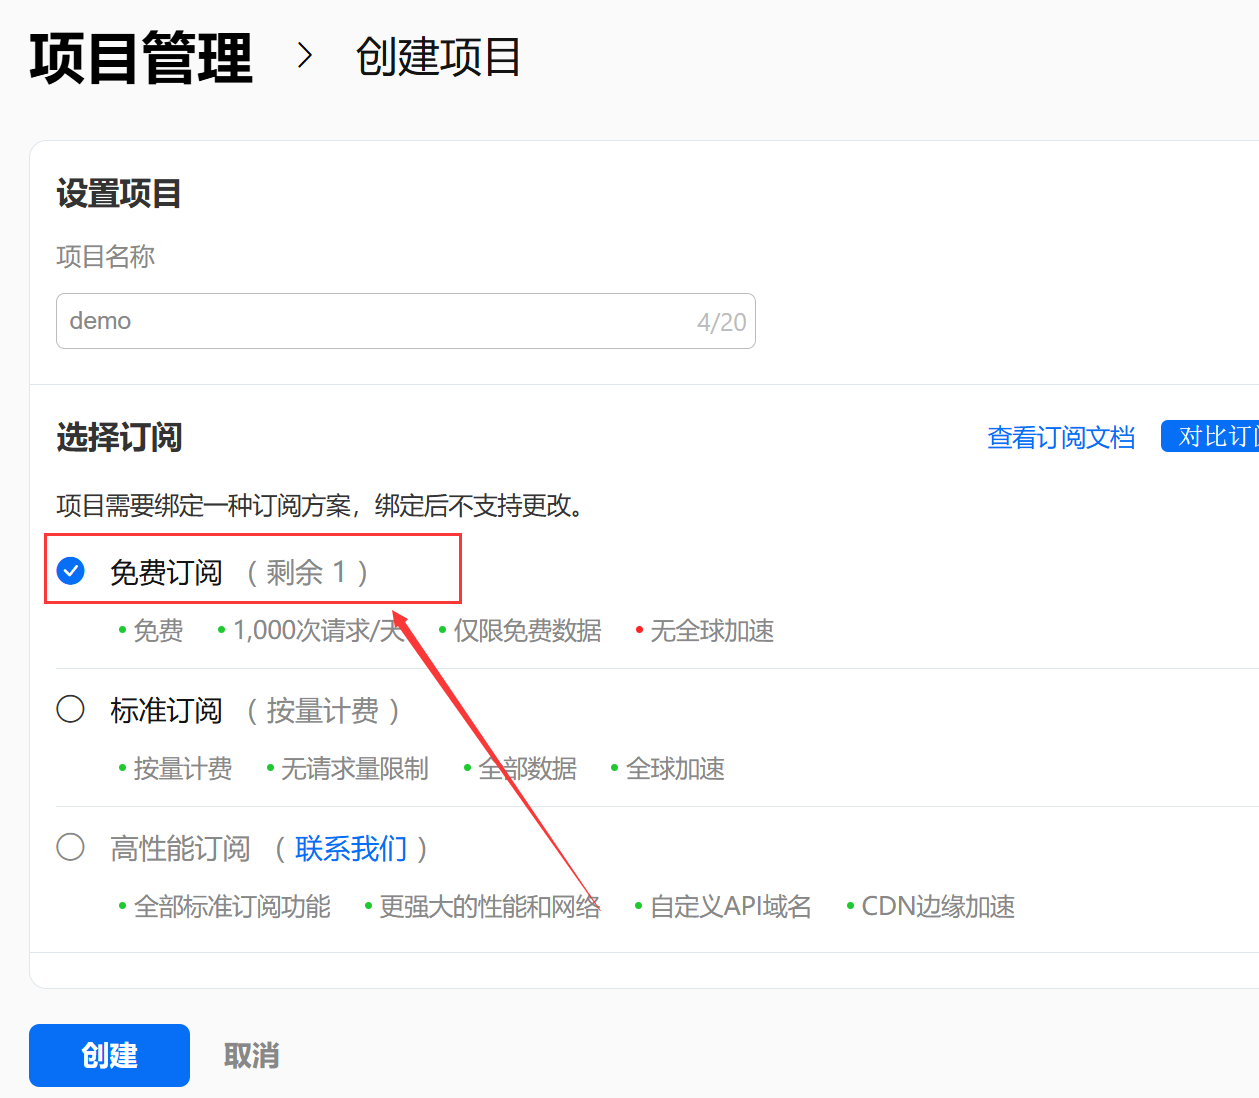 项目管理 > 创建项目
设置项目
项目名称
demo 4/20
选择订阅 查看订阅文档 对比订
项目需要绑定一种订阅方案，绑定后不支持更改。
免费订阅 （ 剩余 1 ）
• 免费 • 1,000次请求/天 • 仅限免费数据 • 无全球加速
标准订阅 （ 按量计费 ）
• 按量计费 • 无请求量限制 • 全部数据 • 全球加速
高性能订阅 （ 联系我们 ）
• 全部标准订阅功能 • 更强大的性能和网络 • 自定义API域名 • CDN边缘加速
创建 取消